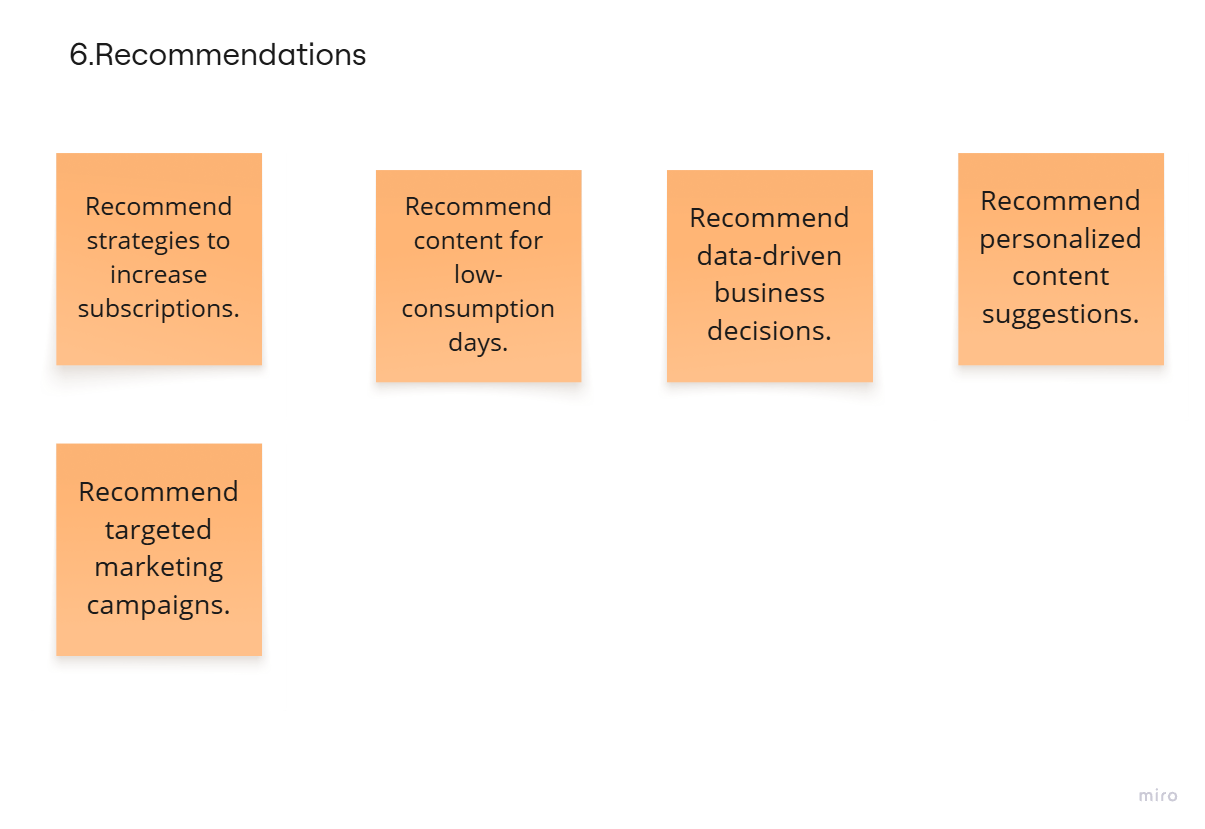 6.Recommendations
Recommend
strategies to
increase
subscriptions.
Recommend
content for
low-
consumption
days.
Recommend
data-driven
business
decisions.
Recommend
personalized
content
suggestions.
Recommend
targeted
marketing
campaigns.
miro